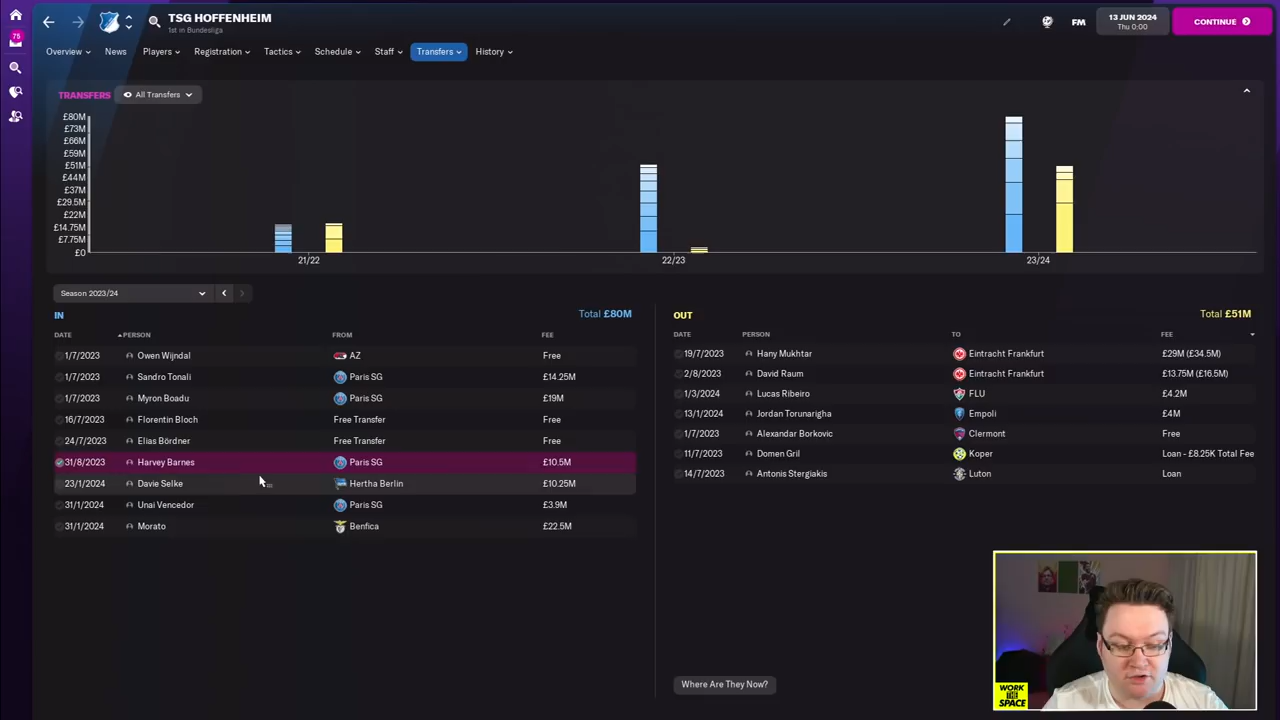 TSG HOFFENHEIM
1st in Bundesliga
FM
13 JUN 2024
Thu 0:00
CONTINUE
75
Overview
News
Players
Registration
Tactics
Schedule
Staff
Transfers
History
TRANSFERS
All Transfers
£80M
£73M
£66M
£59M
£51M
£44M
£37M
£29.5M
£22M
£14.75M
£7.75M
£0
21/22
22/23
23/24
Season 2023/24
IN
Total £80M
DATE PERSON FROM FEE
1/7/2023 Owen Wijndal AZ Free
1/7/2023 Sandro Tonali Paris SG £14.25M
1/7/2023 Myron Boadu Paris SG £19M
16/7/2023 Florentin Bloch Free Transfer Free
24/7/2023 Elias Bördner Free Transfer Free
31/8/2023 Harvey Barnes Paris SG £10.5M
23/1/2024 Davie Selke Hertha Berlin £10.25M
31/1/2024 Unai Vencedor Paris SG £3.9M
31/1/2024 Morato Benfica £22.5M
OUT
Total £51M
DATE PERSON TO FEE
19/7/2023 Hany Mukhtar Eintracht Frankfurt £29M (£34.5M)
2/8/2023 David Raum Eintracht Frankfurt £13.75M (£16.5M)
1/3/2024 Lucas Ribeiro FLU £4.2M
13/1/2024 Jordan Torunarigha Empoli £4M
1/7/2023 Alexandar Borkovic Clermont Free
11/7/2023 Domen Gril Koper Loan - £8.25K Total Fee
14/7/2023 Antonis Stergiakis Luton Loan
Where Are They Now?
WORK
THE
SPACE